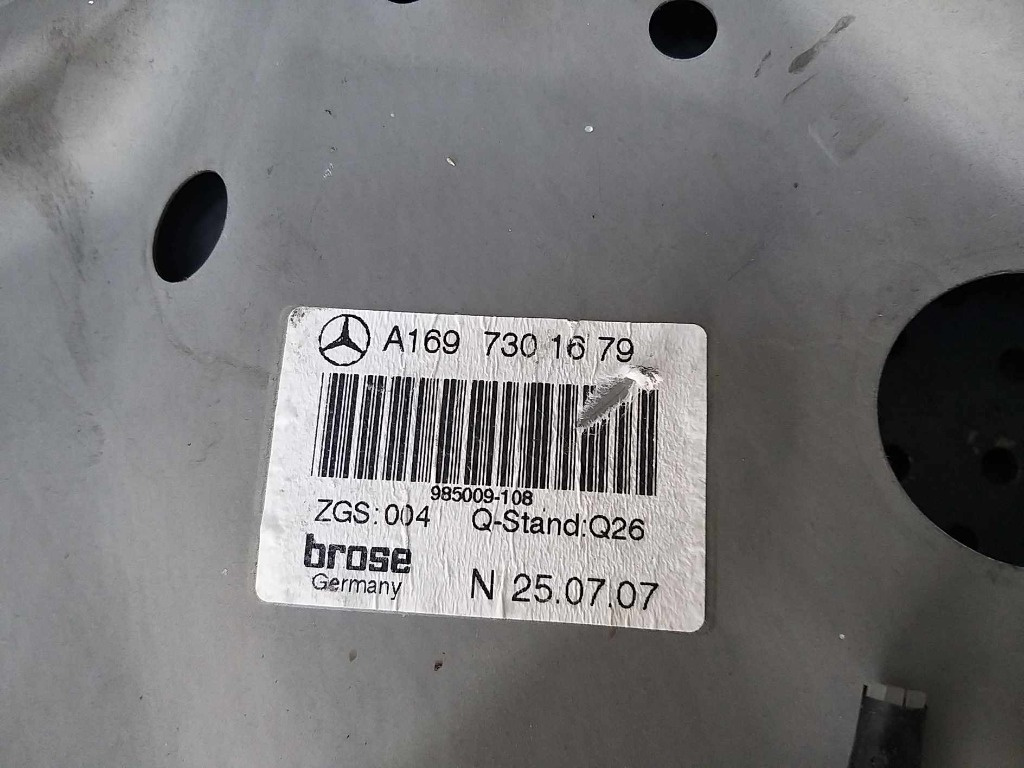 A169 730 16 79
985009-108
ZGS: 004 Q-Stand:Q26
brose
Germany N 25.07.07